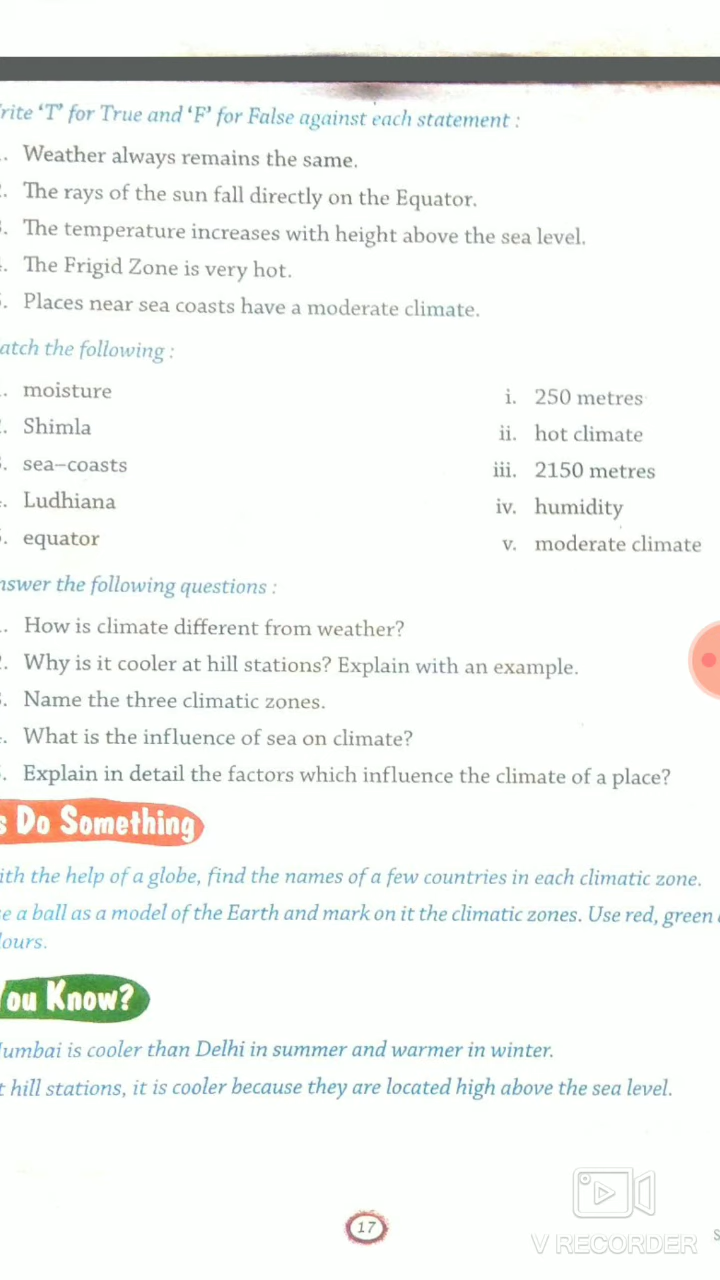 rite 'T' for True and 'F' for False against each statement :
. Weather always remains the same.
. The rays of the sun fall directly on the Equator.
. The temperature increases with height above the sea level.
. The Frigid Zone is very hot.
. Places near sea coasts have a moderate climate.
atch the following :
. moisture i. 250 metres
. Shimla ii. hot climate
. sea-coasts iii. 2150 metres
. Ludhiana iv. humidity
. equator v. moderate climate
nswer the following questions :
. How is climate different from weather?
. Why is it cooler at hill stations? Explain with an example.
. Name the three climatic zones.
. What is the influence of sea on climate?
. Explain in detail the factors which influence the climate of a place?
s Do Something
ith the help of a globe, find the names of a few countries in each climatic zone.
e a ball as a model of the Earth and mark on it the climatic zones. Use red, green
lours.
You Know?
Mumbai is cooler than Delhi in summer and warmer in winter.
t hill stations, it is cooler because they are located high above the sea level.
17
V RECORDER
S